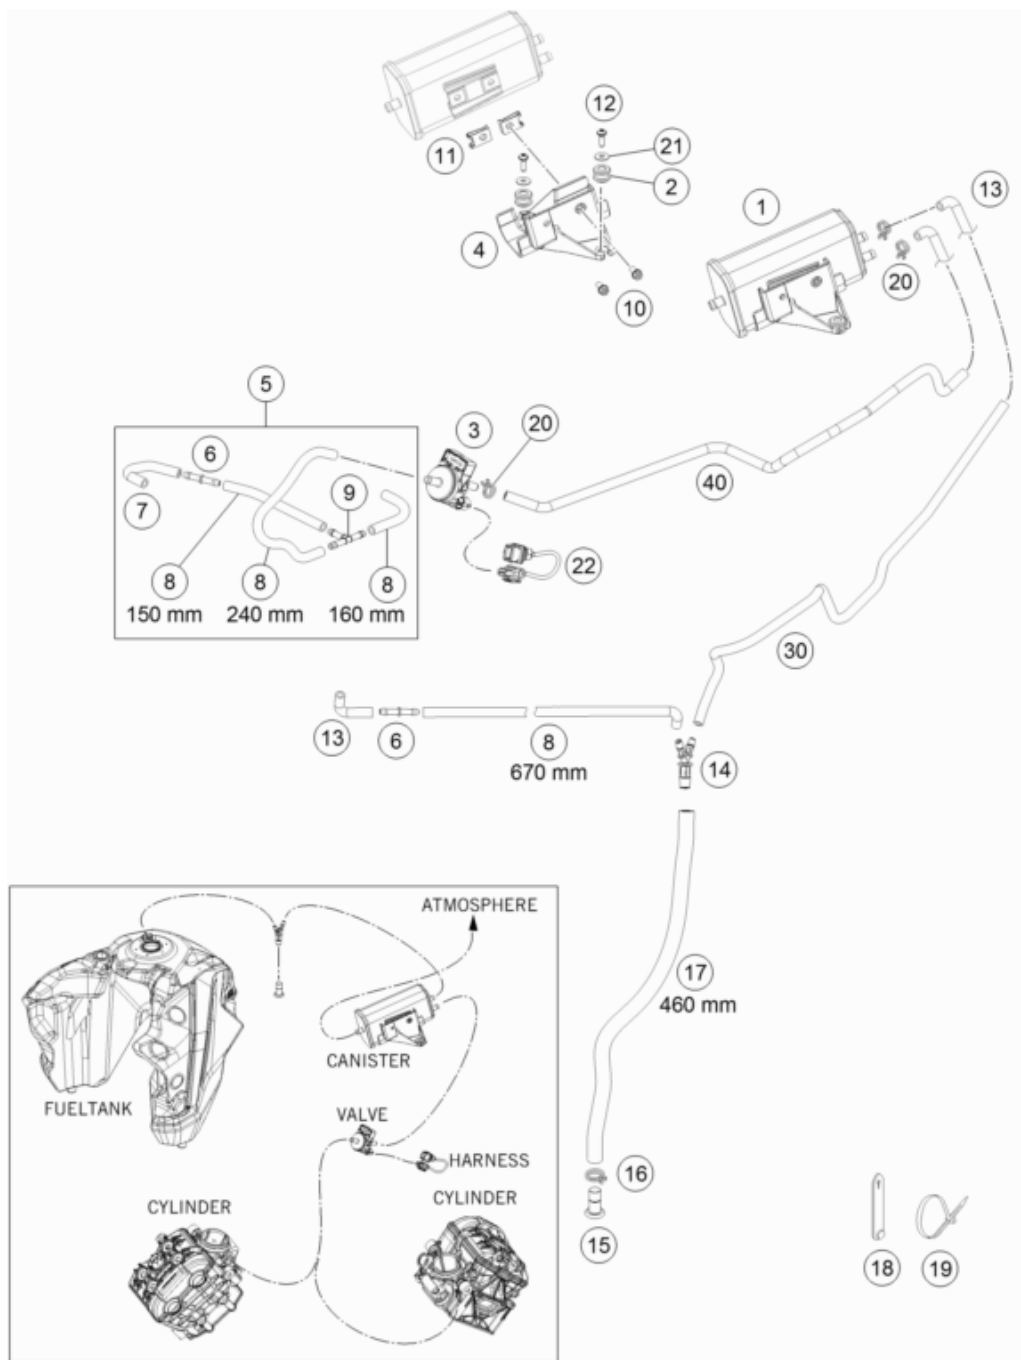 12
11
21
2
1
13
4
20
10
5
3
20
6
9
40
7
8
8
8
22
150 mm
240 mm
160 mm
30
13
6
8
14
670 mm
ATMOSPHERE
17
460 mm
CANISTER
FUELTANK
VALVE
HARNESS
16
CYLINDER
CYLINDER
15
18
19